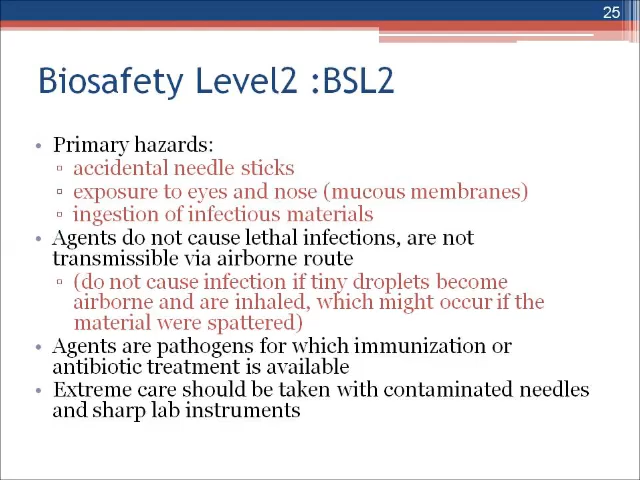 25
Biosafety Level2 :BSL2
• Primary hazards:
▫ accidental needle sticks
▫ exposure to eyes and nose (mucous membranes)
▫ ingestion of infectious materials
• Agents do not cause lethal infections, are not
transmissible via airborne route
▫ (do not cause infection if tiny droplets become
airborne and are inhaled, which might occur if the
material were spattered)
• Agents are pathogens for which immunization or
antibiotic treatment is available
• Extreme care should be taken with contaminated needles
and sharp lab instruments